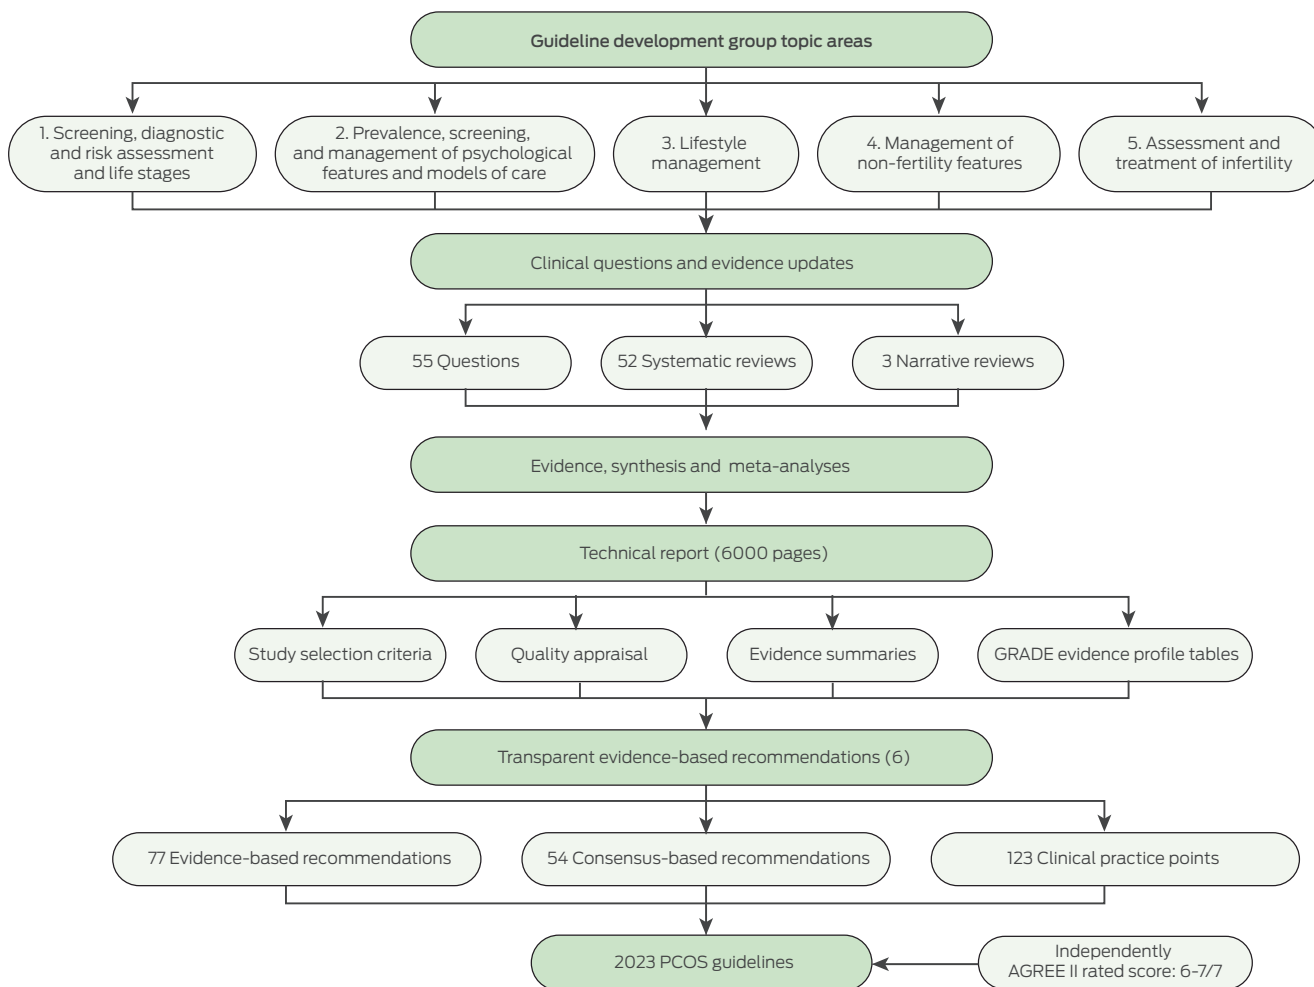 Guideline development group topic areas
1. Screening, diagnostic
and risk assessment
and life stages
2. Prevalence, screening,
and management of psychological
features and models of care
3. Lifestyle
management
4. Management of
non-fertility features
5. Assessment and
treatment of infertility
Clinical questions and evidence updates
55 Questions
52 Systematic reviews
3 Narrative reviews
Evidence, synthesis and meta-analyses
Technical report (6000 pages)
Study selection criteria
Quality appraisal
Evidence summaries
GRADE evidence profile tables
Transparent evidence-based recommendations (6)
77 Evidence-based recommendations
54 Consensus-based recommendations
123 Clinical practice points
2023 PCOS guidelines
Independently
AGREE II rated score: 6-7/7